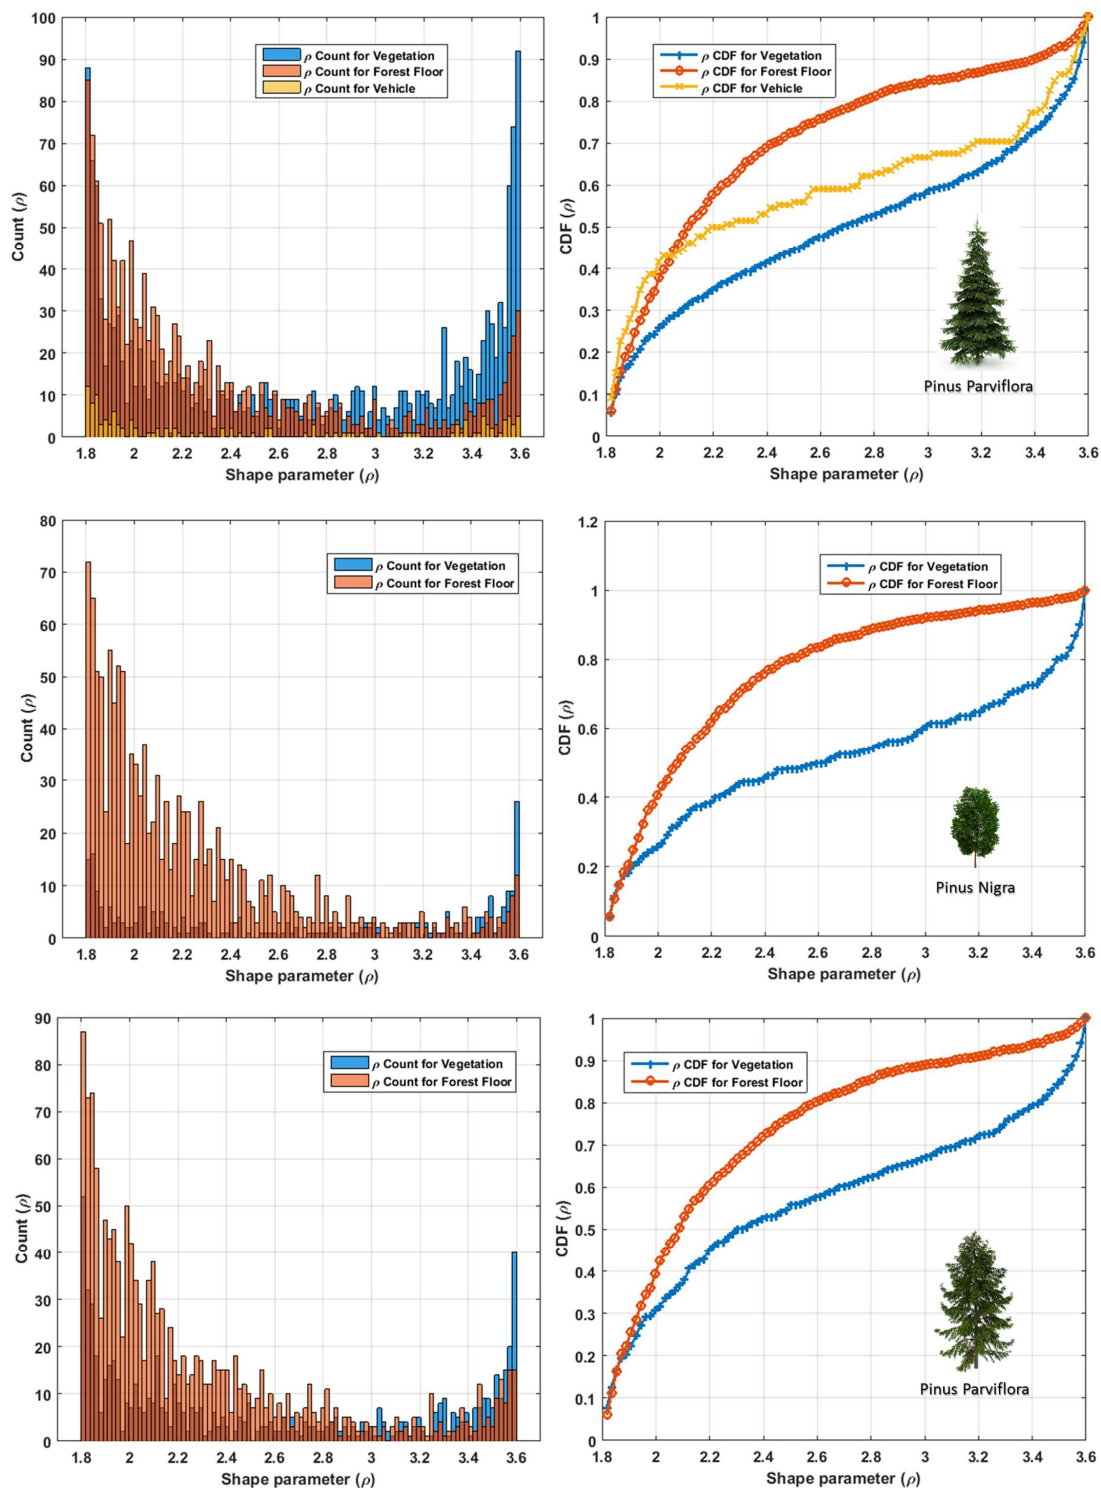 100
90
80
70
60
50
40
30
20
10
0
Count (ρ)
ρ Count for Vegetation
ρ Count for Forest Floor
ρ Count for Vehicle
1.8 2 2.2 2.4 2.6 2.8 3 3.2 3.4 3.6
Shape parameter (ρ)
1
0.9
0.8
0.7
0.6
0.5
0.4
0.3
0.2
0.1
0
CDF (ρ)
ρ CDF for Vegetation
ρ CDF for Forest Floor
ρ CDF for Vehicle
Pinus Parviflora
1.8 2 2.2 2.4 2.6 2.8 3 3.2 3.4 3.6
Shape parameter (ρ)
80
70
60
50
40
30
20
10
0
Count (ρ)
ρ Count for Vegetation
ρ Count for Forest Floor
1.8 2 2.2 2.4 2.6 2.8 3 3.2 3.4 3.6
Shape parameter (ρ)
1.2
1
0.8
0.6
0.4
0.2
0
CDF (ρ)
ρ CDF for Vegetation
ρ CDF for Forest Floor
Pinus Nigra
1.8 2 2.2 2.4 2.6 2.8 3 3.2 3.4 3.6
Shape parameter (ρ)
90
80
70
60
50
40
30
20
10
0
Count (ρ)
ρ Count for Vegetation
ρ Count for Forest Floor
1.8 2 2.2 2.4 2.6 2.8 3 3.2 3.4 3.6
Shape parameter (ρ)
1
0.9
0.8
0.7
0.6
0.5
0.4
0.3
0.2
0.1
0
CDF (ρ)
ρ CDF for Vegetation
ρ CDF for Forest Floor
Pinus Parviflora
1.8 2 2.2 2.4 2.6 2.8 3 3.2 3.4 3.6
Shape parameter (ρ)